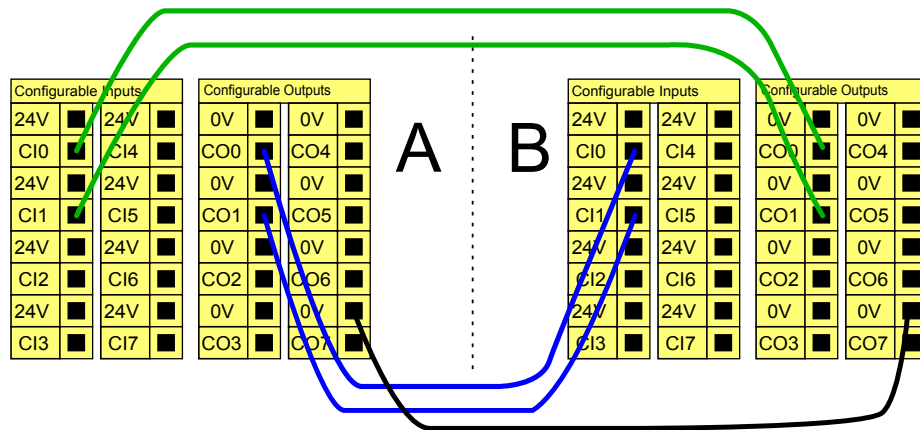 Configurable Inputs Configurable Outputs A B Configurable Inputs Configurable Outputs
24V 24V 0V 0V 24V 24V 0V 0V
CI0 CI4 CO0 CO4 CI0 CI4 CO0 CO4
24V 24V 0V 0V 24V 24V 0V 0V
CI1 CI5 CO1 CO5 CI1 CI5 CO1 CO5
24V 24V 0V 0V 24V 24V 0V 0V
CI2 CI6 CO2 CO6 CI2 CI6 CO2 CO6
24V 24V 0V 0V 24V 24V 0V 0V
CI3 CI7 CO3 CO7 CI3 CI7 CO3 CO7